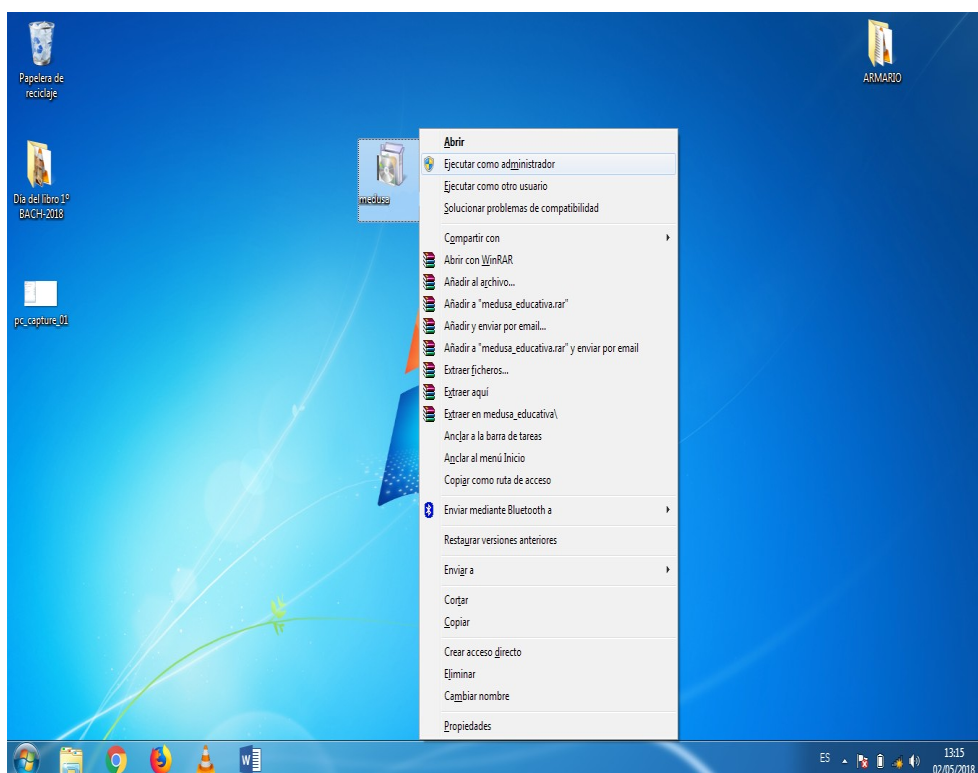 Papelera de
reciclaje
ARMARIO
Día del libro 1º
BACH-2018
medusa
pc_capture_01
Abrir
Ejecutar como administrador
Ejecutar como otro usuario
Solucionar problemas de compatibilidad
Compartir con
Abrir con WinRAR
Añadir al archivo...
Añadir a "medusa_educativa.rar"
Añadir y enviar por email...
Añadir a "medusa_educativa.rar" y enviar por email
Extraer ficheros...
Extraer aquí
Extraer en medusa_educativa\
Anclar a la barra de tareas
Anclar al menú Inicio
Copiar como ruta de acceso
Enviar mediante Bluetooth a
Restaurar versiones anteriores
Enviar a
Cortar
Copiar
Crear acceso directo
Eliminar
Cambiar nombre
Propiedades
W
ES
13:15
02/05/2018